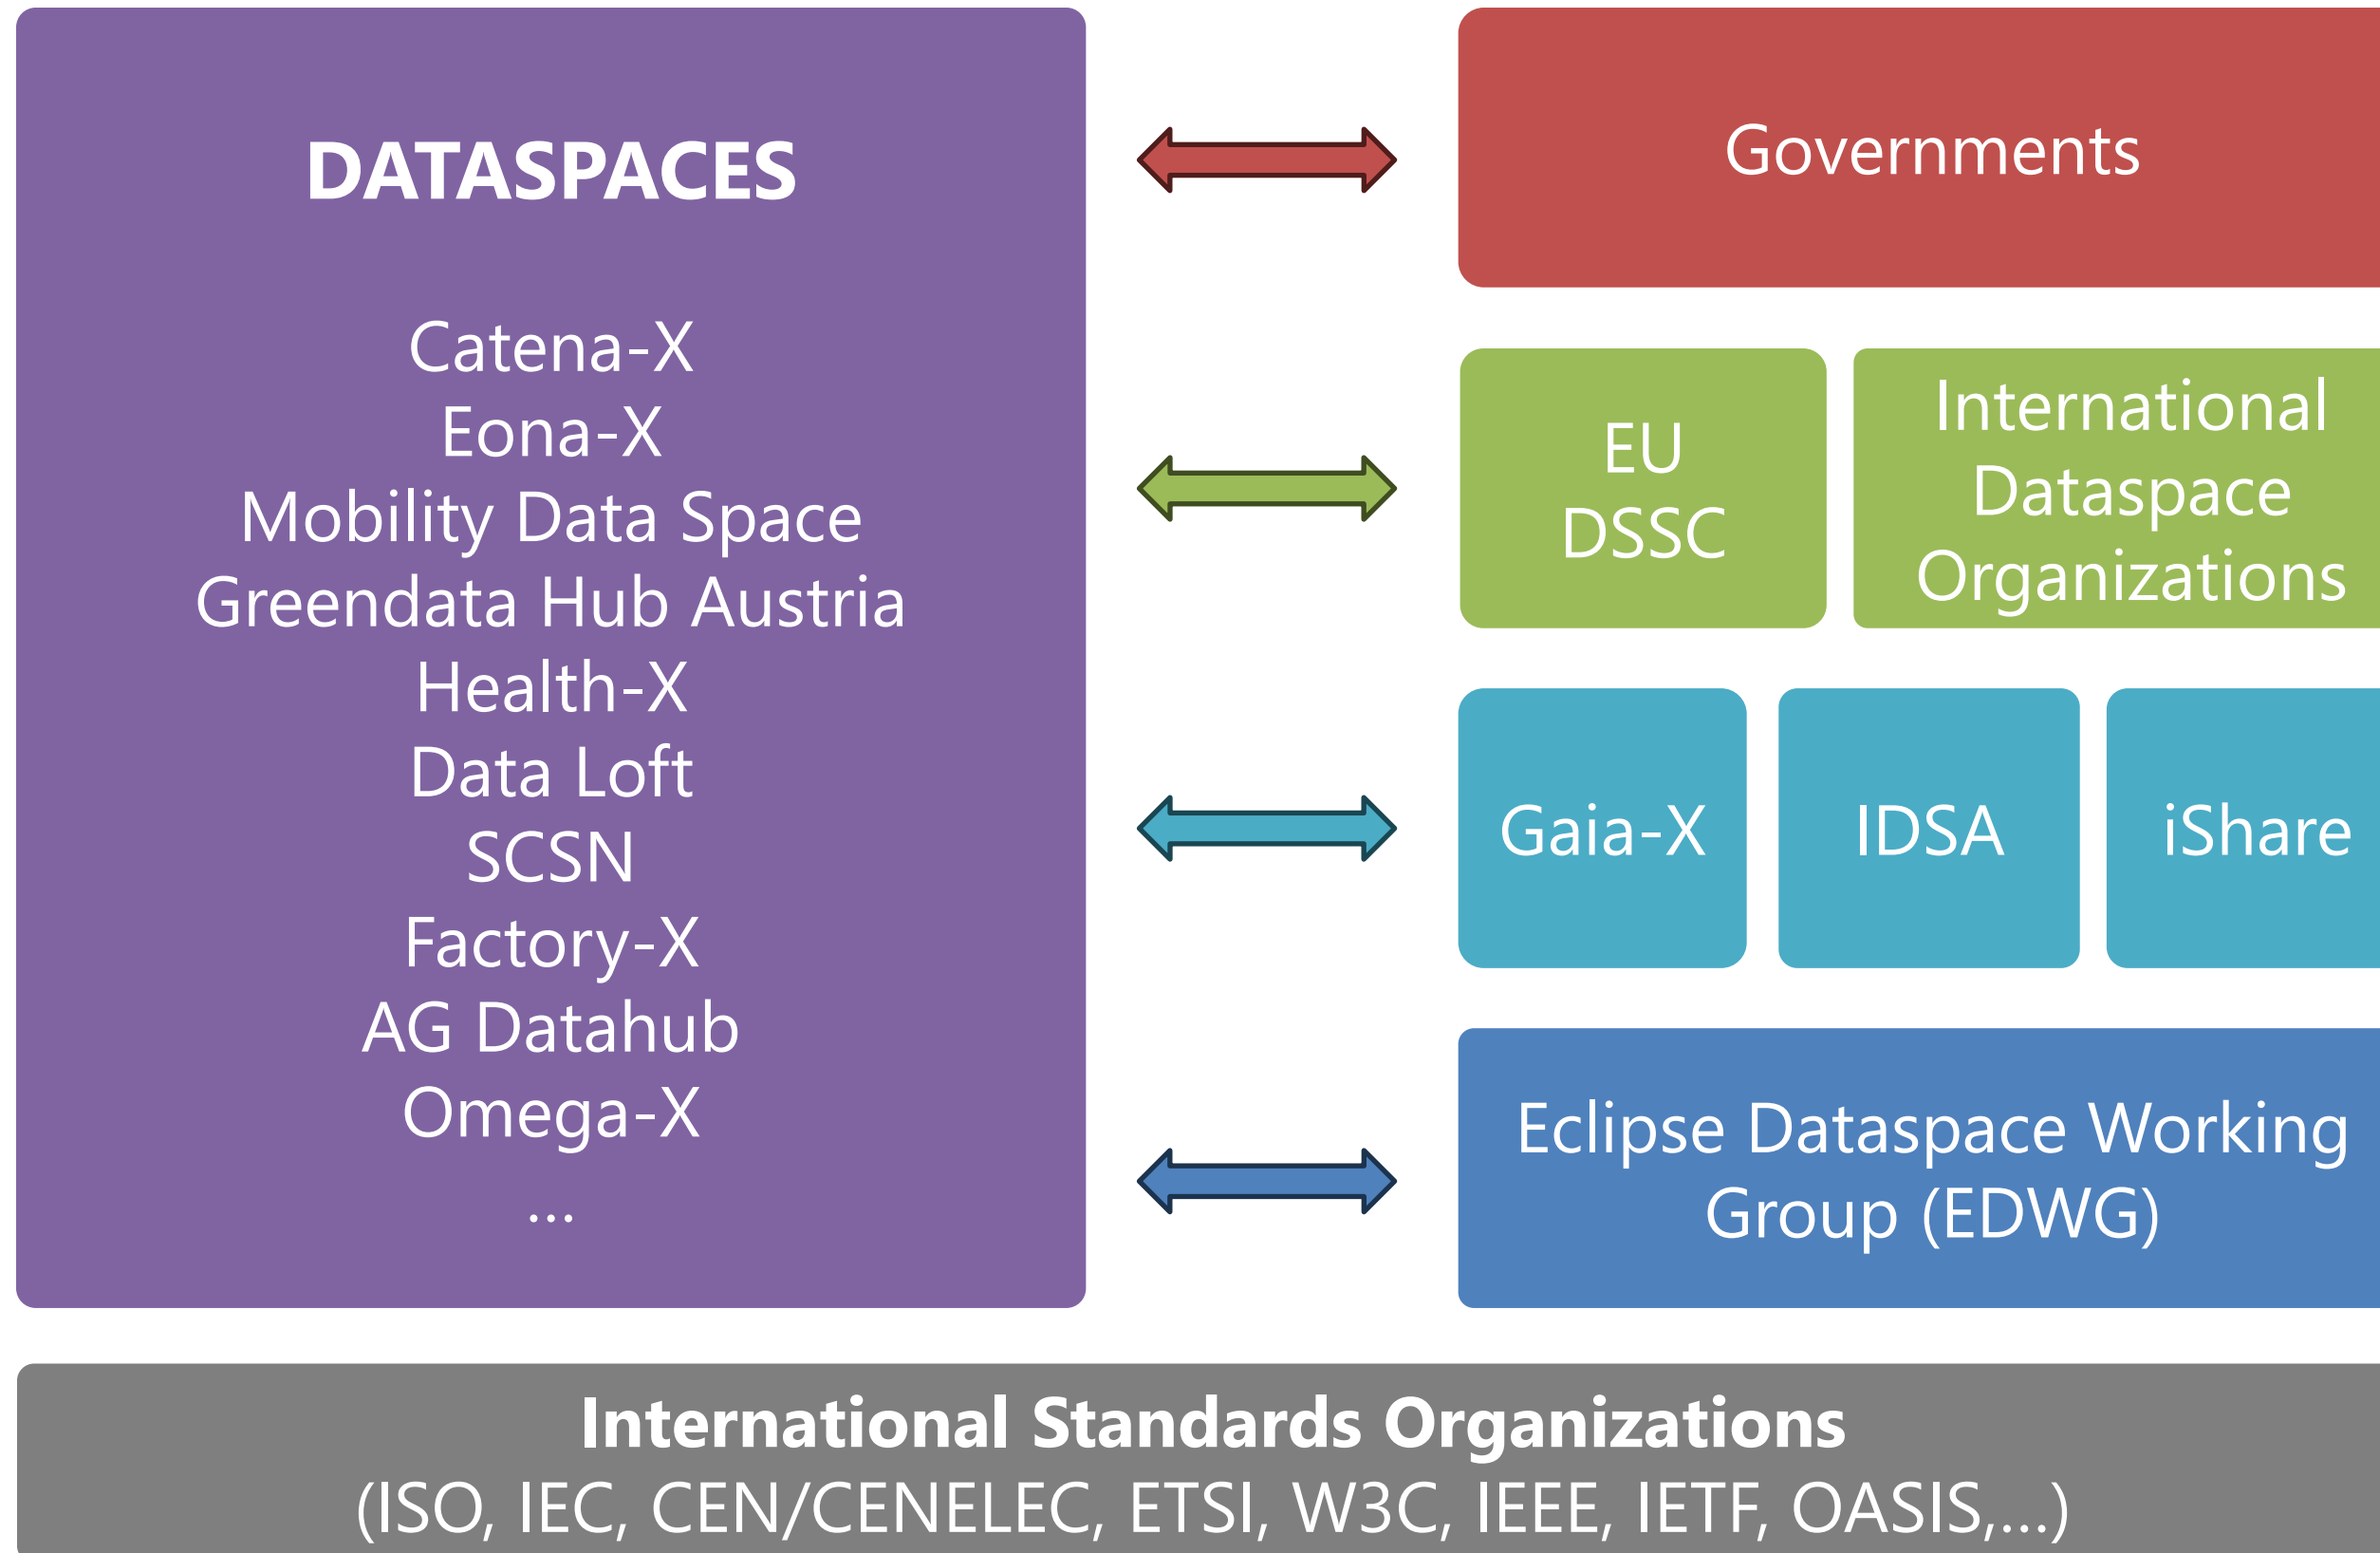 DATASPACES
Catena-X
Eona-X
Mobility Data Space
Greendata Hub Austria
Health-X
Data Loft
SCSN
Factory-X
AG Datahub
Omega-X
...
Governments
EU
DSSC
International
Dataspace
Organizations
Gaia-X
IDSA
iShare
Eclipse Dataspace Working
Group (EDWG)
International Standards Organizations
(ISO, IEC, CEN/CENELEC, ETSI, W3C, IEEE, IETF, OASIS,...)